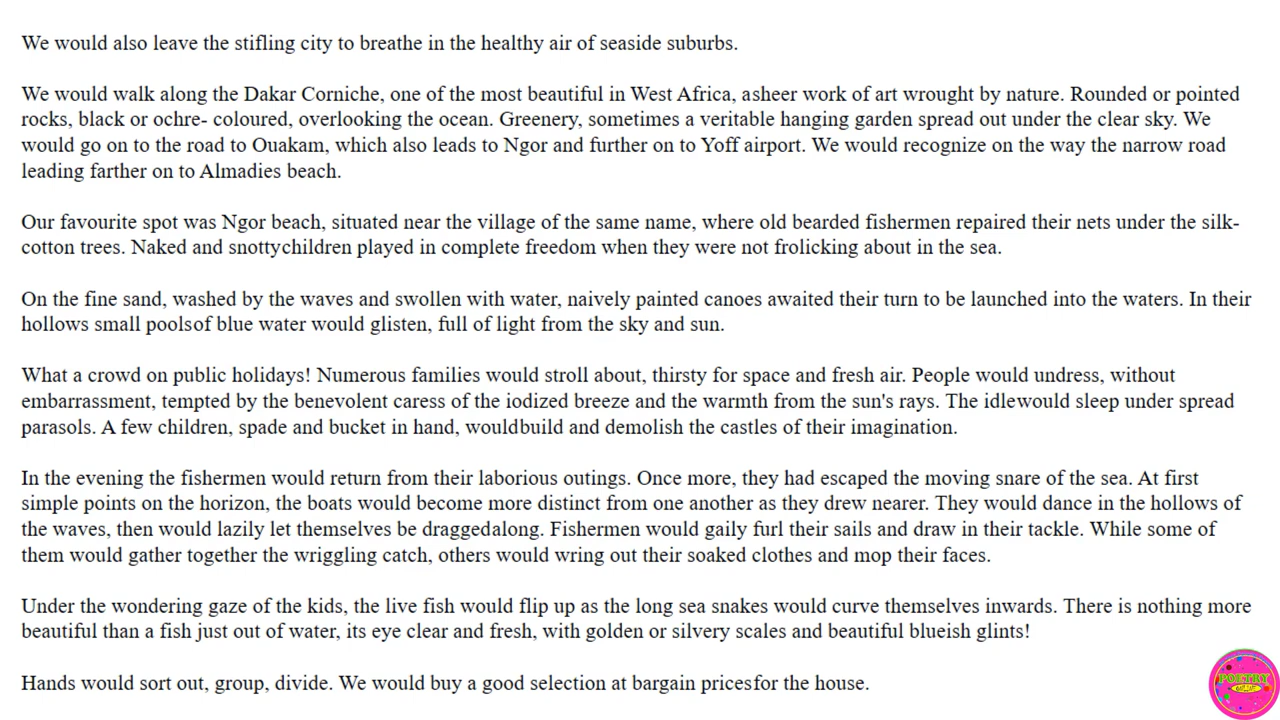 We would also leave the stifling city to breathe in the healthy air of seaside suburbs.
We would walk along the Dakar Corniche, one of the most beautiful in West Africa, asheer work of art wrought by nature. Rounded or pointed
rocks, black or ochre- coloured, overlooking the ocean. Greenery, sometimes a veritable hanging garden spread out under the clear sky. We
would go on to the road to Ouakam, which also leads to Ngor and further on to Yoff airport. We would recognize on the way the narrow road
leading farther on to Almadies beach.
Our favourite spot was Ngor beach, situated near the village of the same name, where old bearded fishermen repaired their nets under the silk-
cotton trees. Naked and snottychildren played in complete freedom when they were not frolicking about in the sea.
On the fine sand, washed by the waves and swollen with water, naively painted canoes awaited their turn to be launched into the waters. In their
hollows small poolsof blue water would glisten, full of light from the sky and sun.
What a crowd on public holidays! Numerous families would stroll about, thirsty for space and fresh air. People would undress, without
embarrassment, tempted by the benevolent caress of the iodized breeze and the warmth from the sun's rays. The idlewould sleep under spread
parasols. A few children, spade and bucket in hand, wouldbuild and demolish the castles of their imagination.
In the evening the fishermen would return from their laborious outings. Once more, they had escaped the moving snare of the sea. At first
simple points on the horizon, the boats would become more distinct from one another as they drew nearer. They would dance in the hollows of
the waves, then would lazily let themselves be draggedalong. Fishermen would gaily furl their sails and draw in their tackle. While some of
them would gather together the wriggling catch, others would wring out their soaked clothes and mop their faces.
Under the wondering gaze of the kids, the live fish would flip up as the long sea snakes would curve themselves inwards. There is nothing more
beautiful than a fish just out of water, its eye clear and fresh, with golden or silvery scales and beautiful blueish glints!
Hands would sort out, group, divide. We would buy a good selection at bargain pricesfor the house.
POETRY